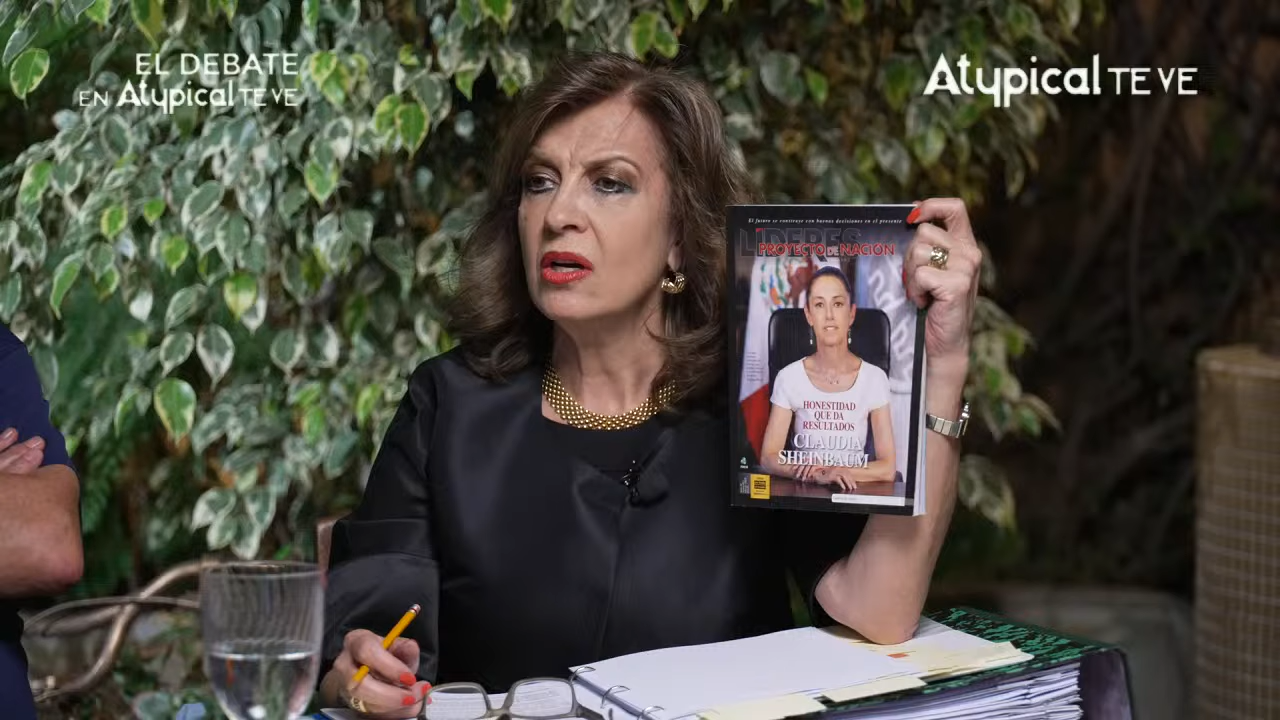 EL DEBATE
EN Atypical TE VE
Atypical TE VE
El futuro se construye con buenas decisiones en el presente
LÍDERES
PROYECTO DE NACIÓN
HONESTIDAD
QUE DA
RESULTADOS
CLAUDIA
SHEINBAUM